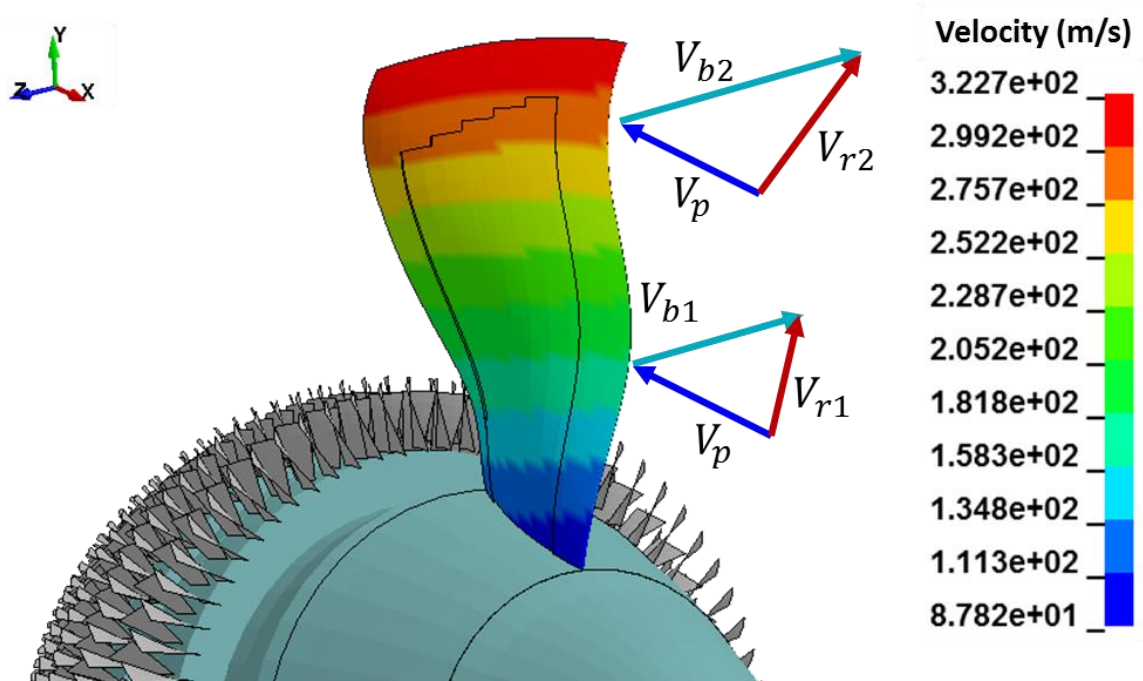 Y
Z
X
V_{b2}
V_{r2}
V_p
V_{b1}
V_{r1}
V_p
Velocity (m/s)
3.227e+02
2.992e+02
2.757e+02
2.522e+02
2.287e+02
2.052e+02
1.818e+02
1.583e+02
1.348e+02
1.113e+02
8.782e+01